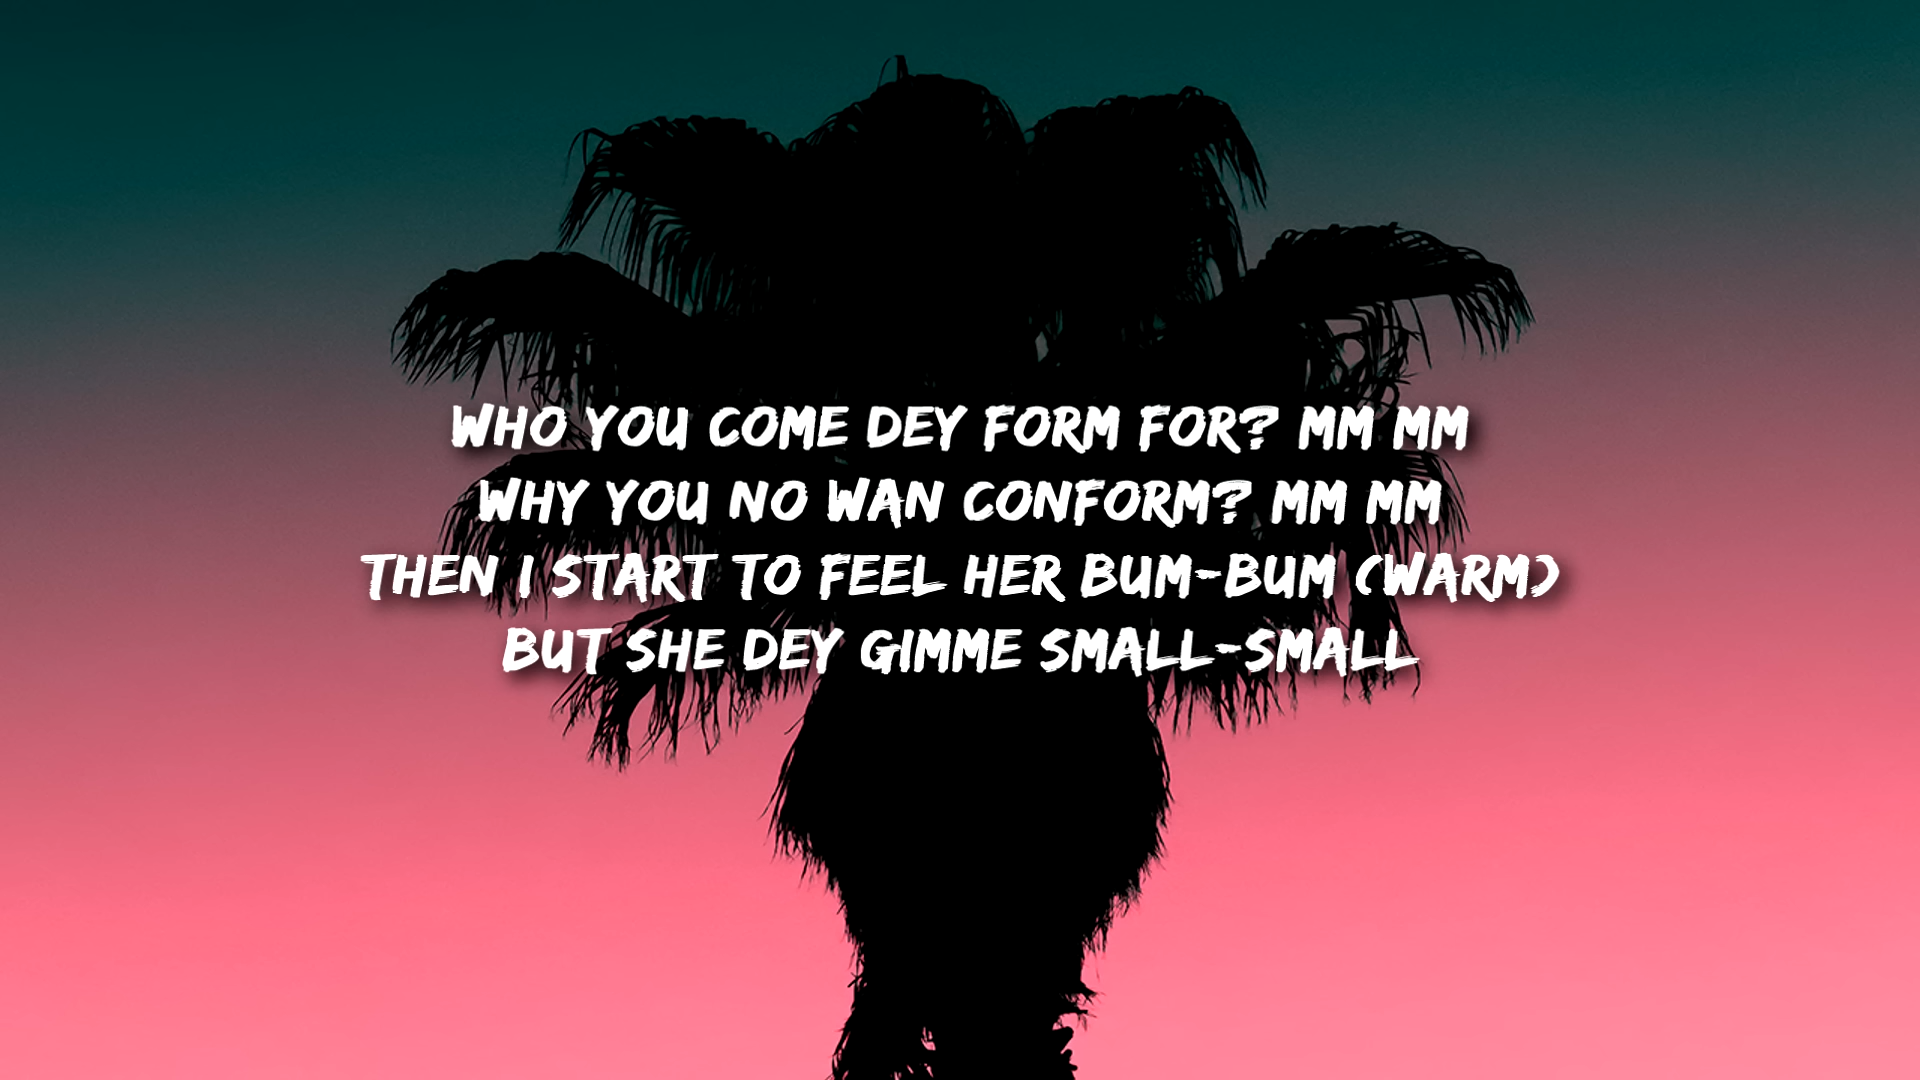 WHO YOU COME DEY FORM FOR? MM MM
WHY YOU NO WAN CONFORM? MM MM
THEN I START TO FEEL HER BUM-BUM (WARM)
BUT SHE DEY GIMME SMALL-SMALL